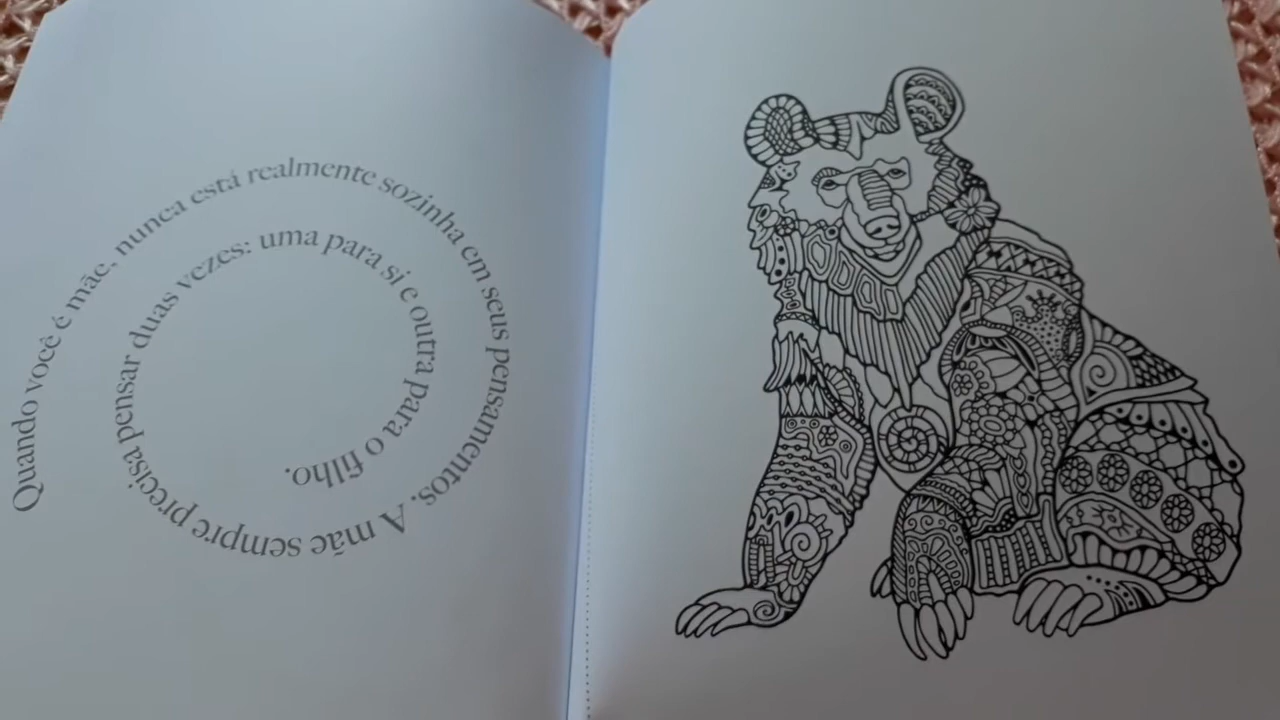 Quando você é mãe, nunca está realmente sozinha em seus pensamentos. A mãe sempre precisa pensar duas vezes: uma para si e outra para o filho.